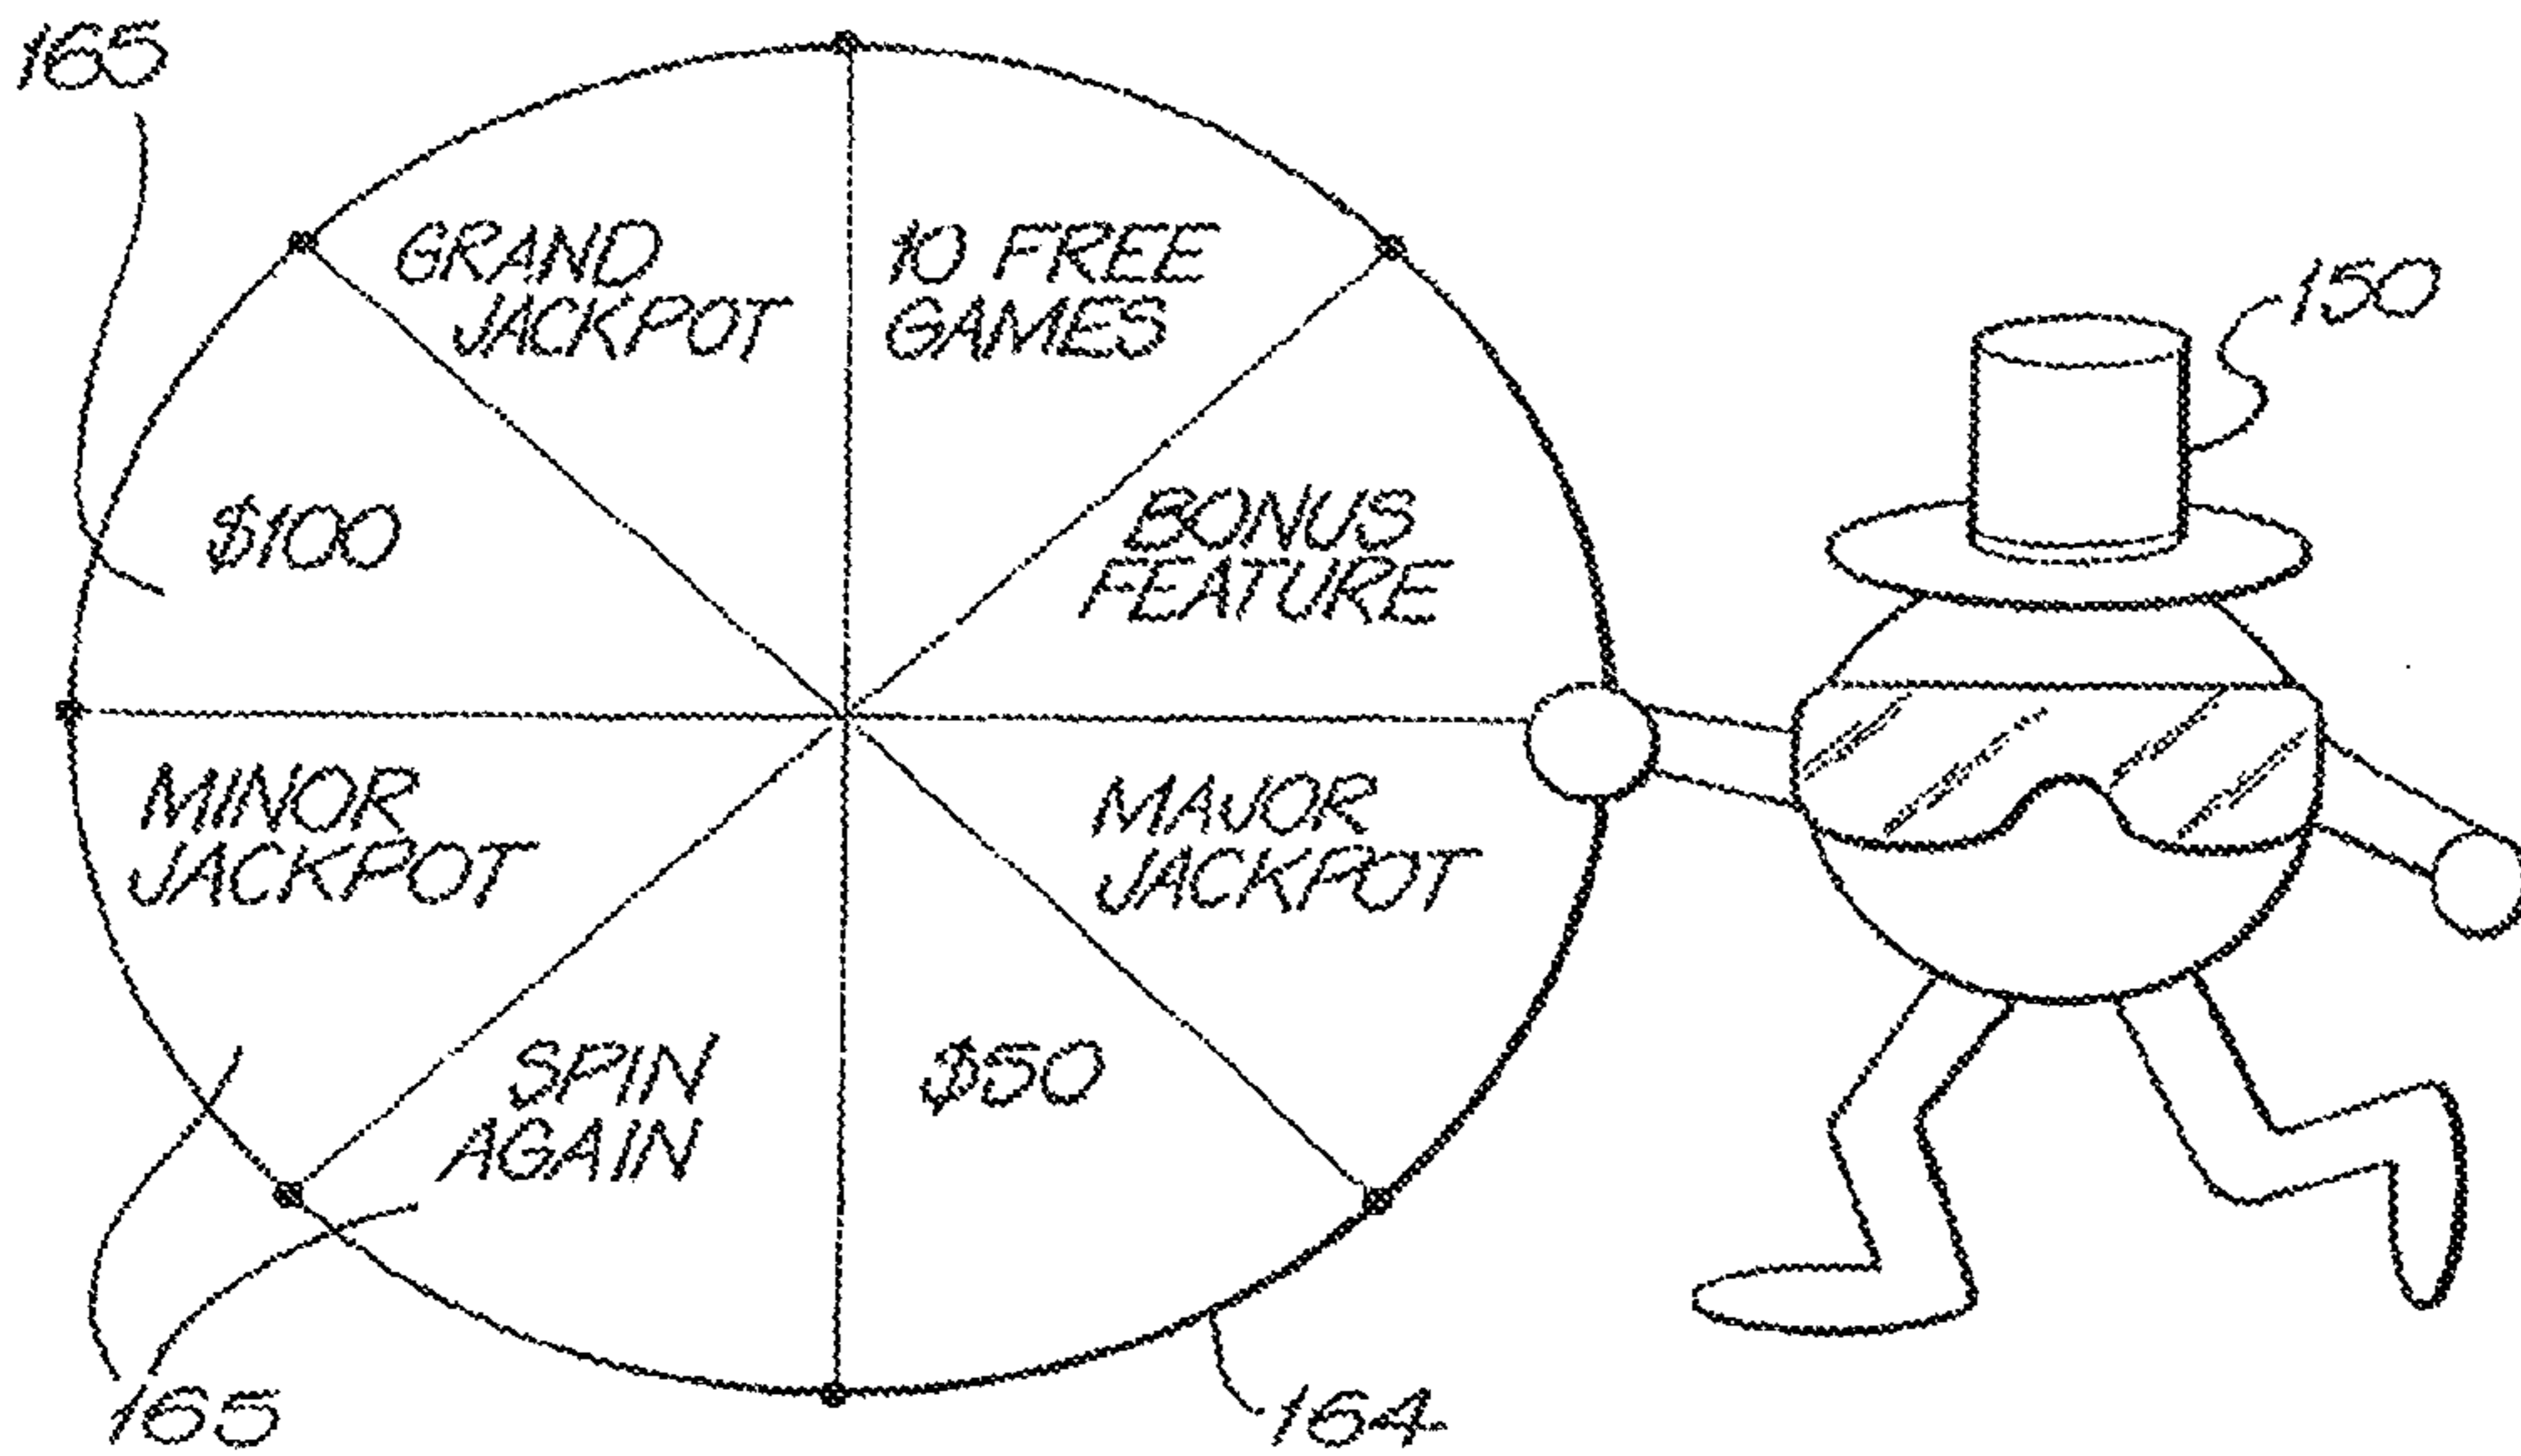 165
GRAND
JACKPOT
10 FREE
GAMES
150
$100
BONUS
FEATURE
MINOR
JACKPOT
MAJOR
JACKPOT
SPIN
AGAIN
$50
165
164